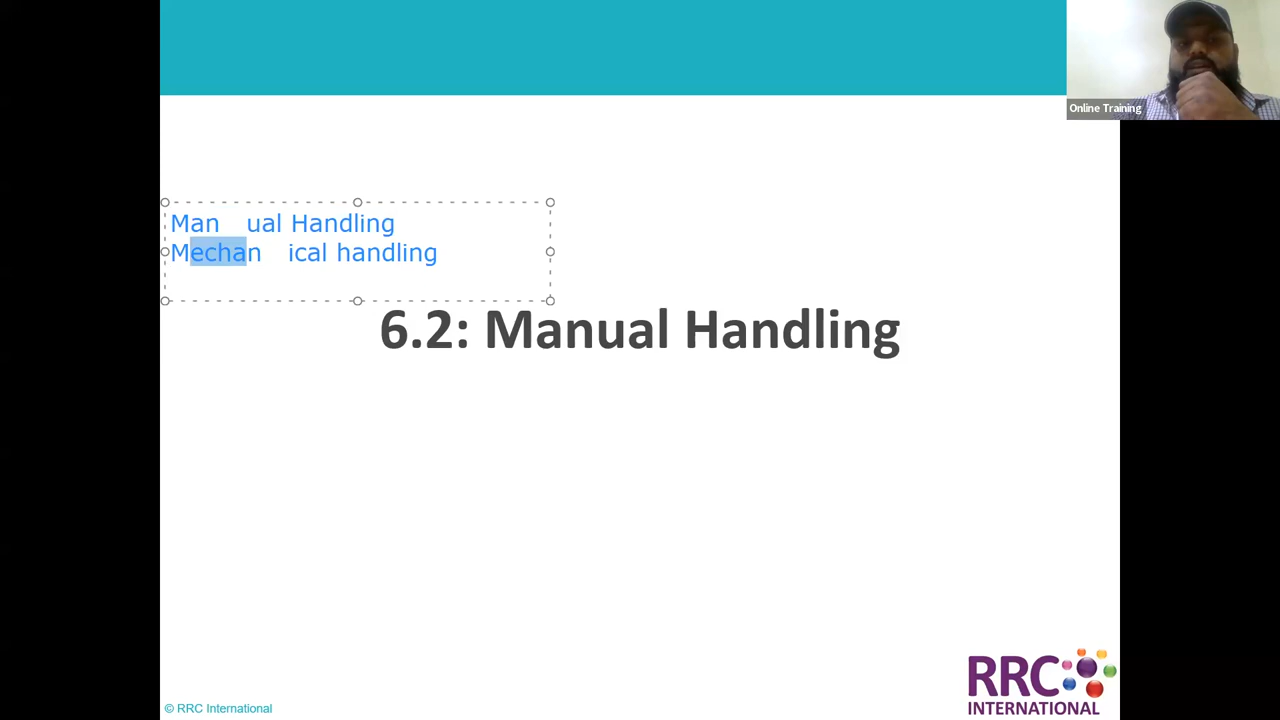 Online Training
Man ual Handling
Mechan ical handling
6.2: Manual Handling
© RRC International
RRC
INTERNATIONAL